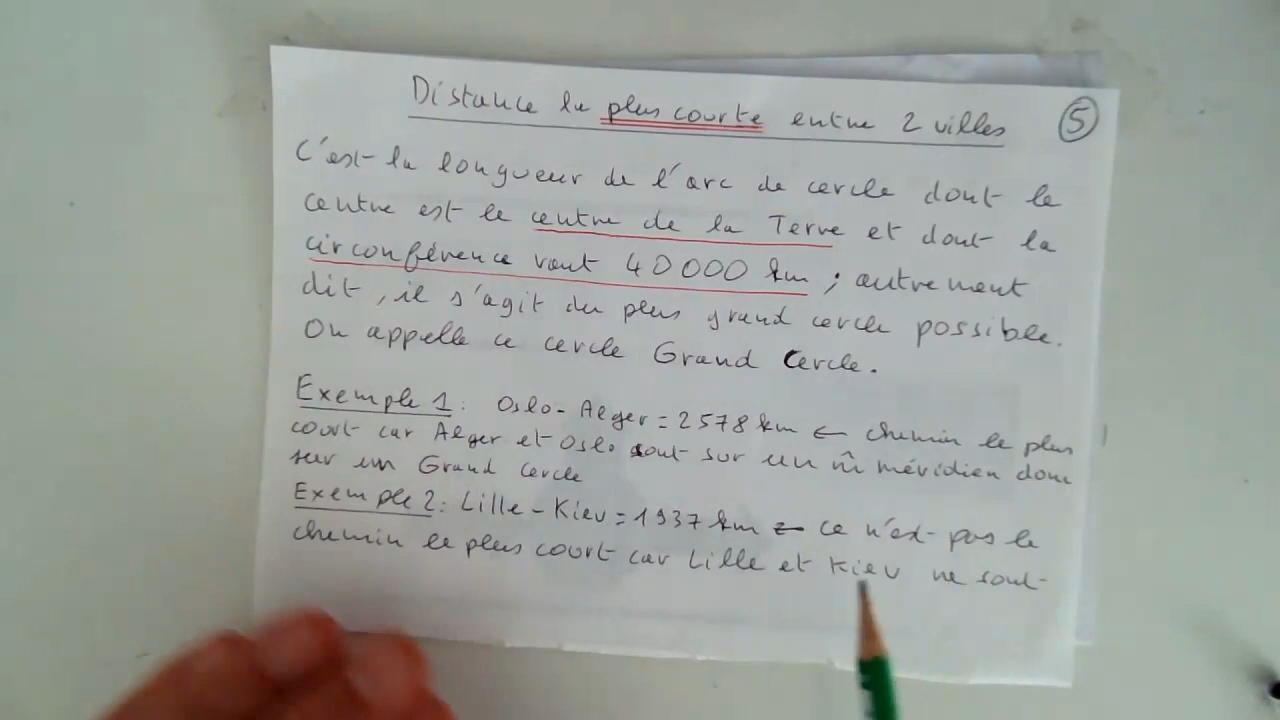 Distance la plus courte entre 2 villes
5
C'est la longueur de l'arc de cercle dont le
centre est le centre de la Terre et dont la
circonférence vaut 40000 km ; autrement
dit, il s'agit du plus grand cercle possible.
On appelle ce cercle Grand Cercle.
Exemple 1 : Oslo-Alger = 2578 km ← chemin le plus
court car Alger et Oslo sont sur un m̂ méridien donc
sur un Grand Cercle
Exemple 2 : Lille-Kiev = 1937 km ← ce n'est pas le
chemin le plus court car Lille et Kiev ne sont